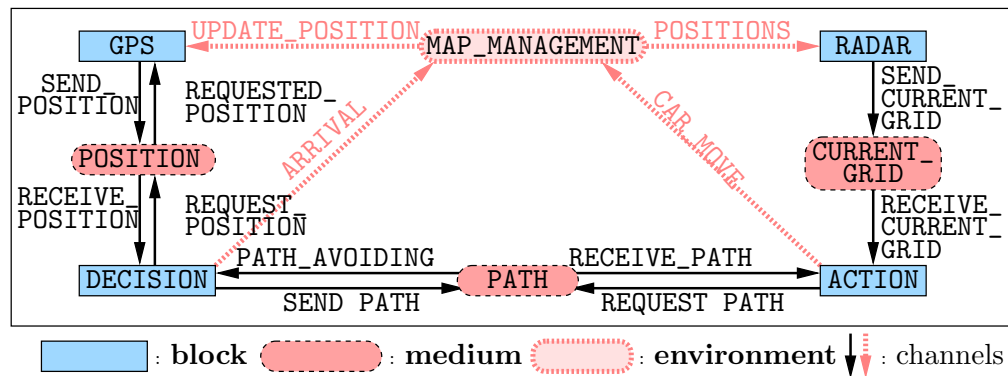 UPDATE_POSITION
POSITIONS
GPS
MAP_MANAGEMENT
RADAR
SEND_
POSITION
REQUESTED_
POSITION
SEND_
CURRENT_
GRID
ARRIVAL
CAR_MOVE
POSITION
CURRENT_
GRID
RECEIVE_
POSITION
REQUEST_
POSITION
RECEIVE_
CURRENT_
GRID
PATH_AVOIDING
RECEIVE_PATH
DECISION
PATH
ACTION
SEND PATH
REQUEST PATH
: block : medium : environment : channels